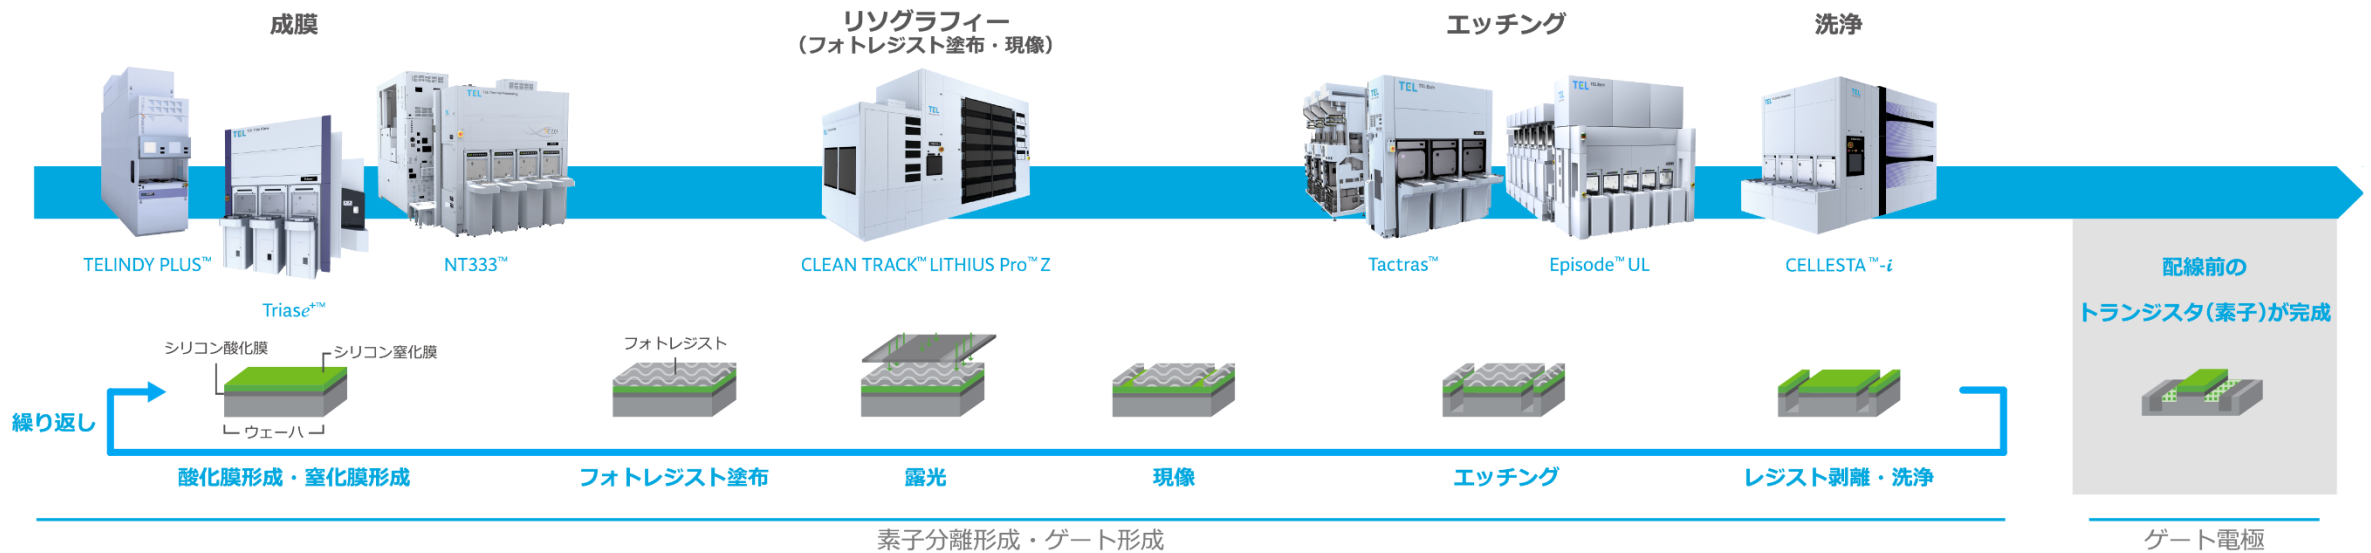 成膜
リソグラフィー
（フォトレジスト塗布・現像）
エッチング
洗浄
TEL
TEL
TEL
TEL
TEL
TEL
TEL
TELINDY PLUS™
Triase+™
NT333™
CLEAN TRACK™ LITHIUS Pro™ Z
Tactras™
Episode™ UL
CELLESTA™-i
配線前の
トランジスタ（素子）が完成
シリコン酸化膜
シリコン窒化膜
フォトレジスト
ウェーハ
繰り返し
酸化膜形成・窒化膜形成
フォトレジスト塗布
露光
現像
エッチング
レジスト剥離・洗浄
素子分離形成・ゲート形成
ゲート電極